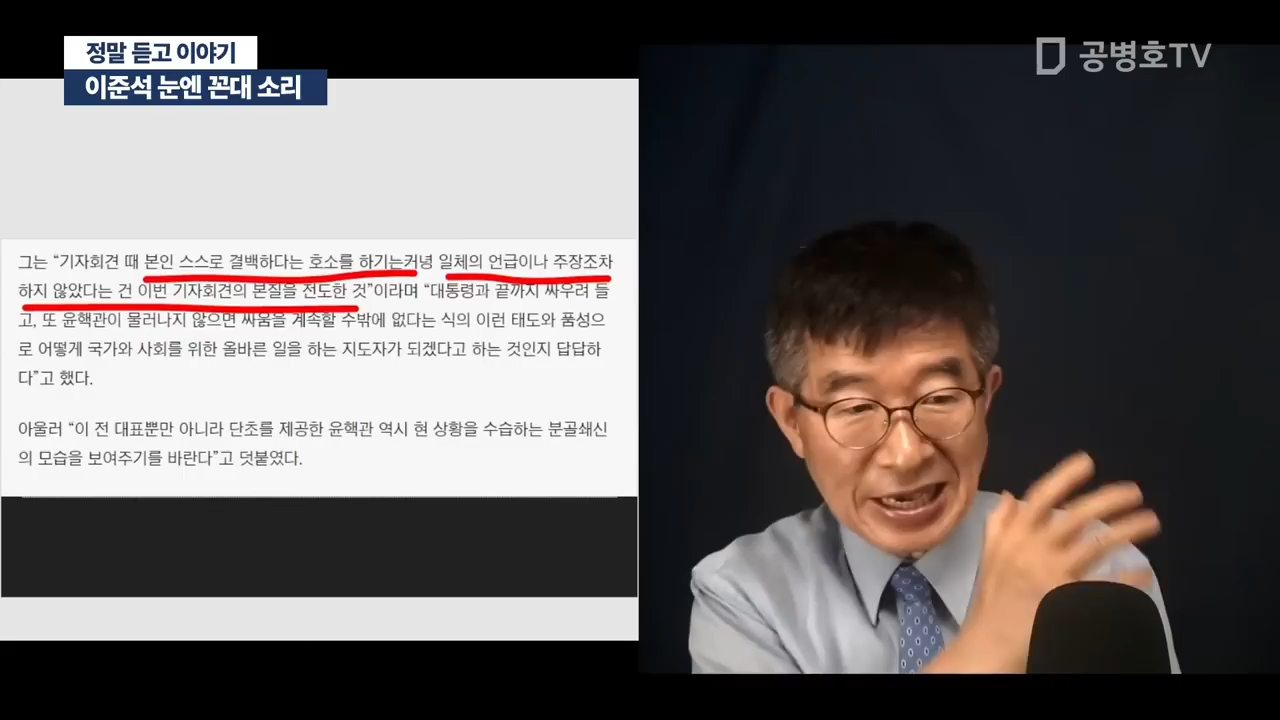 정말 듣고 이야기
이준석 눈엔 꼰대 소리
공병호TV
그는 “기자회견 때 본인 스스로 결백하다는 호소를 하기는커녕 일체의 언급이나 주장조차
하지 않았다는 건 이번 기자회견의 본질을 전도한 것”이라며 “대통령과 끝까지 싸우려 들
고, 또 윤핵관이 물러나지 않으면 싸움을 계속할 수밖에 없다는 식의 이런 태도와 품성으
로 어떻게 국가와 사회를 위한 올바른 일을 하는 지도자가 되겠다고 하는 것인지 답답하
다”고 했다.
아울러 “이 전 대표뿐만 아니라 단초를 제공한 윤핵관 역시 현 상황을 수습하는 분골쇄신
의 모습을 보여주기를 바란다”고 덧붙였다.